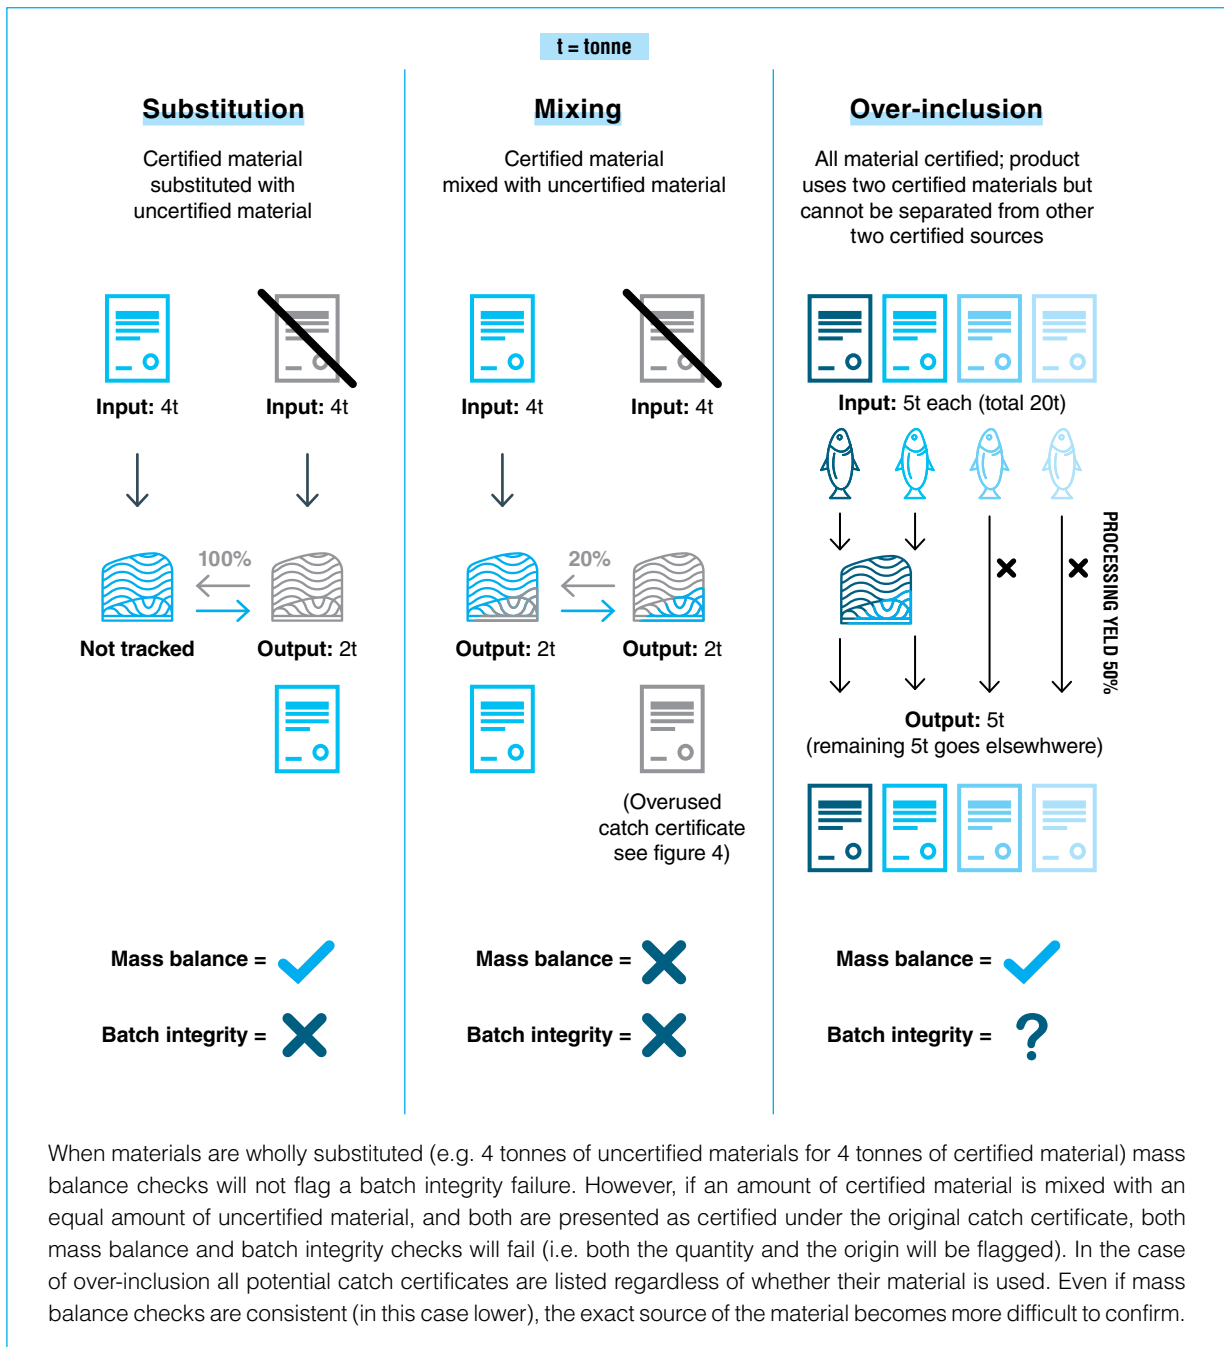 t = tonne
Substitution
Certified material
substituted with
uncertified material
Input: 4t
Input: 4t
100%
Not tracked
Output: 2t
Mass balance =
Batch integrity =
Mixing
Certified material
mixed with uncertified material
Input: 4t
Input: 4t
20%
Output: 2t
Output: 2t
(Overused
catch certificate
see figure 4)
Mass balance =
Batch integrity =
Over-inclusion
All material certified; product
uses two certified materials but
cannot be separated from other
two certified sources
Input: 5t each (total 20t)
PROCESSING YELD 50%
Output: 5t
(remaining 5t goes elsewhwere)
Mass balance =
Batch integrity = ?
When materials are wholly substituted (e.g. 4 tonnes of uncertified materials for 4 tonnes of certified material) mass
balance checks will not flag a batch integrity failure. However, if an amount of certified material is mixed with an
equal amount of uncertified material, and both are presented as certified under the original catch certificate, both
mass balance and batch integrity checks will fail (i.e. both the quantity and the origin will be flagged). In the case
of over-inclusion all potential catch certificates are listed regardless of whether their material is used. Even if mass
balance checks are consistent (in this case lower), the exact source of the material becomes more difficult to confirm.